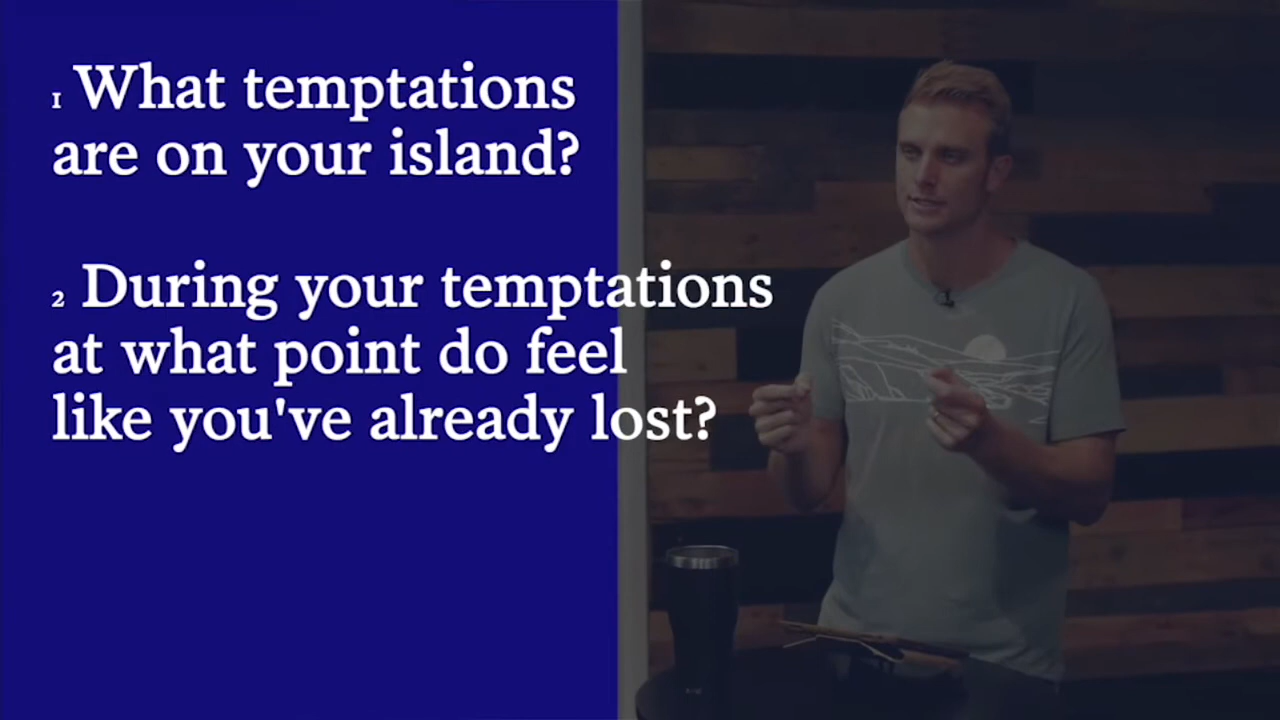 1 What temptations
are on your island?
2 During your temptations
at what point do feel
like you've already lost?